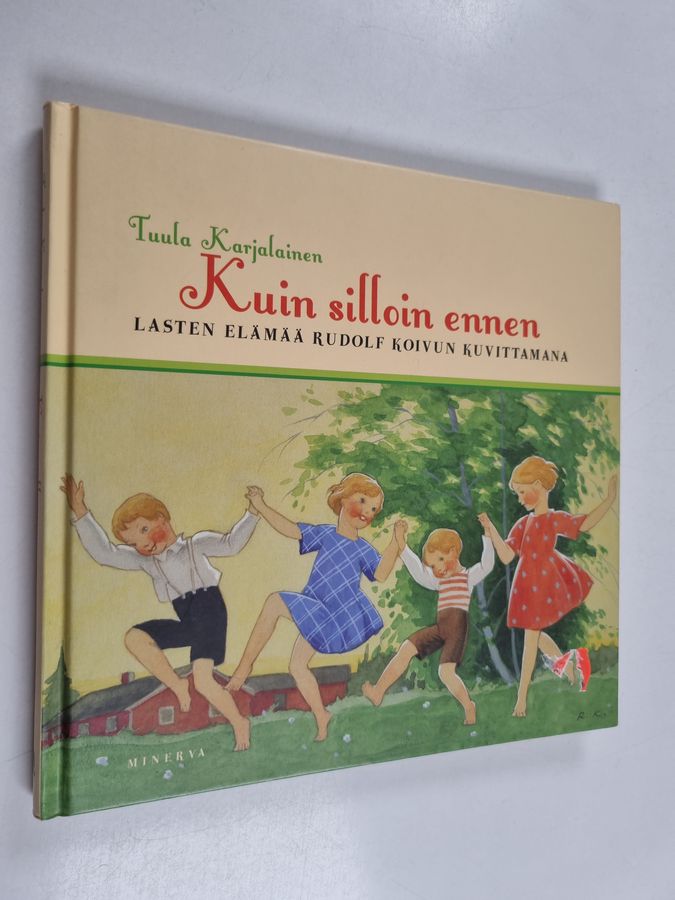 Tuula Karjalainen
Kuin silloin ennen
LASTEN ELÄMÄÄ RUDOLF KOIVUN KUVITTAMANA
MINERVA